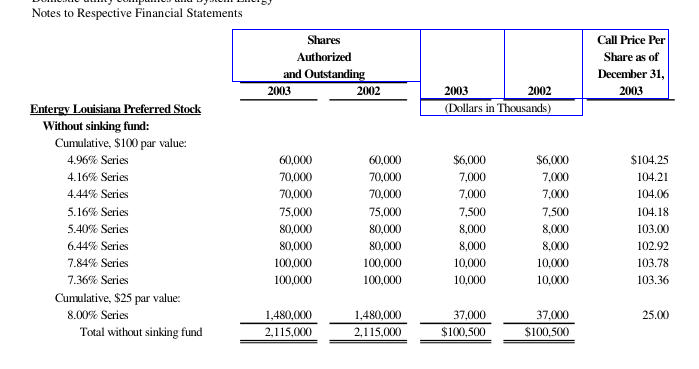 Domestic utility companies and System Energy
Notes to Respective Financial Statements
Shares Call Price Per
Authorized Share as of
and Outstanding December 31,
2003 2002 2003 2002 2003
Entergy Louisiana Preferred Stock (Dollars in Thousands)
Without sinking fund:
Cumulative, $100 par value:
4.96% Series 60,000 60,000 $6,000 $6,000 $104.25
4.16% Series 70,000 70,000 7,000 7,000 104.21
4.44% Series 70,000 70,000 7,000 7,000 104.06
5.16% Series 75,000 75,000 7,500 7,500 104.18
5.40% Series 80,000 80,000 8,000 8,000 103.00
6.44% Series 80,000 80,000 8,000 8,000 102.92
7.84% Series 100,000 100,000 10,000 10,000 103.78
7.36% Series 100,000 100,000 10,000 10,000 103.36
Cumulative, $25 par value:
8.00% Series 1,480,000 1,480,000 37,000 37,000 25.00
Total without sinking fund 2,115,000 2,115,000 $100,500 $100,500